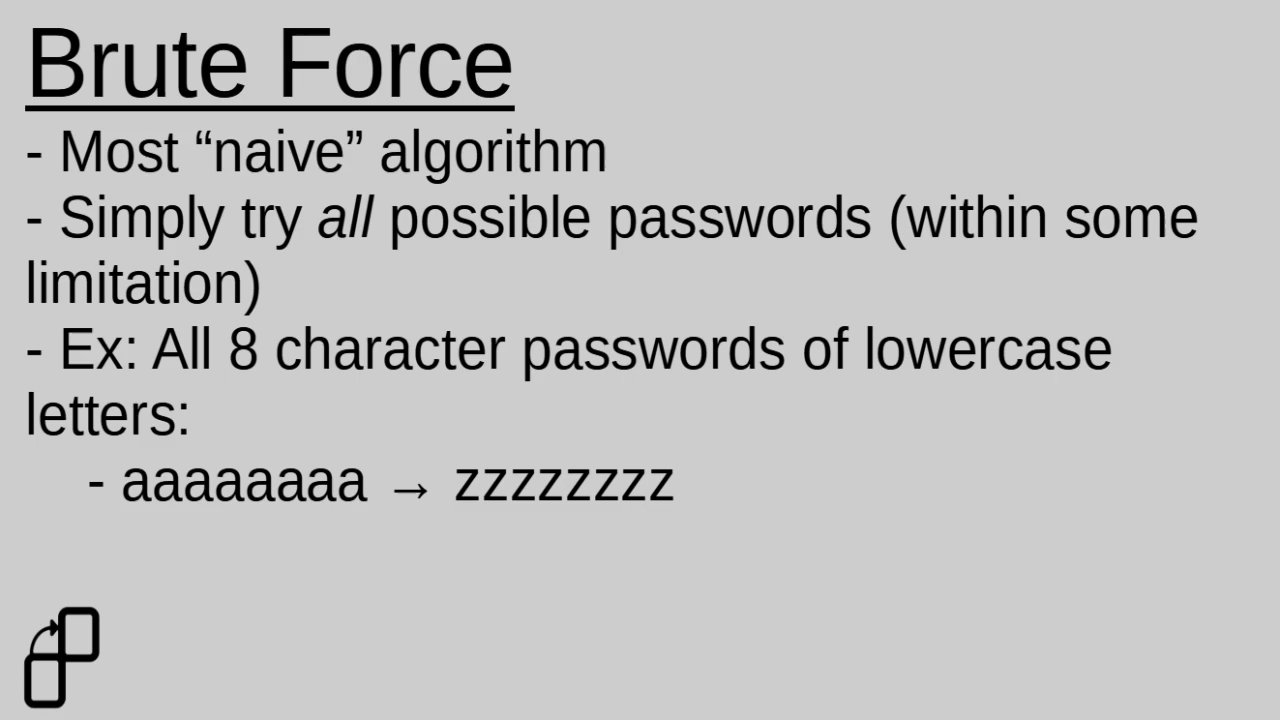 Brute Force
- Most “naive” algorithm
- Simply try all possible passwords (within some
limitation)
- Ex: All 8 character passwords of lowercase
letters:
- aaaaaaaa → zzzzzzzz